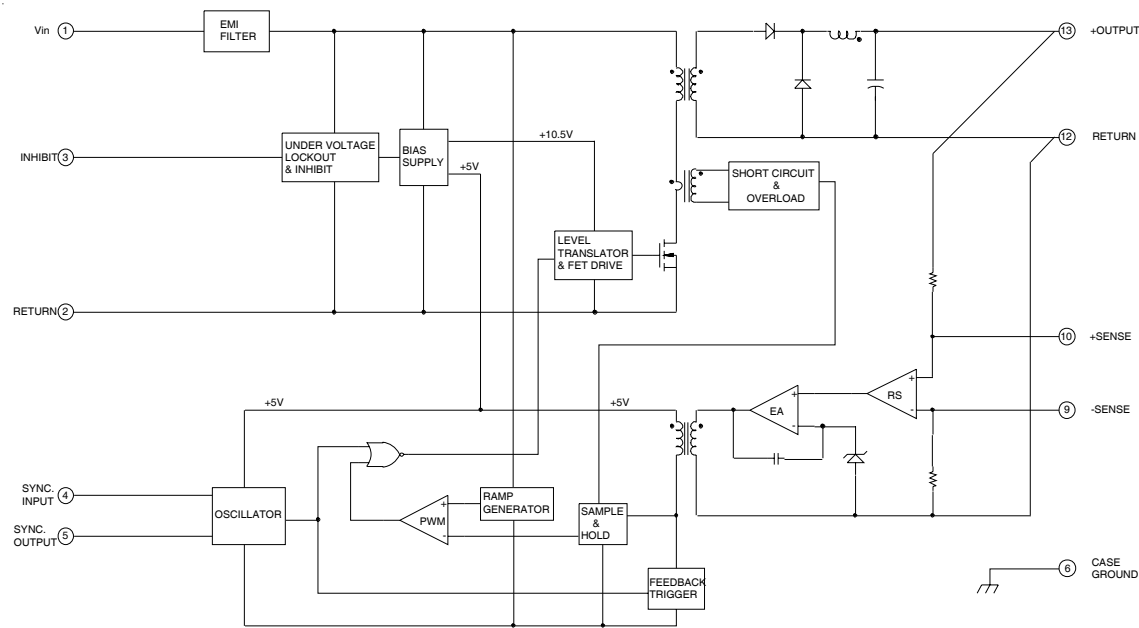 Vin 1
EMI
FILTER
13 +OUTPUT
INHIBIT 3
UNDER VOLTAGE
LOCKOUT
& INHIBIT
BIAS
SUPPLY
+10.5V
+5V
12 RETURN
SHORT CIRCUIT
&
OVERLOAD
LEVEL
TRANSLATOR
& FET DRIVE
RETURN 2
10 +SENSE
+5V
+5V
+
-
EA
+
-
RS
9 -SENSE
SYNC.
INPUT 4
SYNC.
OUTPUT 5
OSCILLATOR
+
-
PWM
RAMP
GENERATOR
SAMPLE
&
HOLD
FEEDBACK
TRIGGER
6 CASE
GROUND